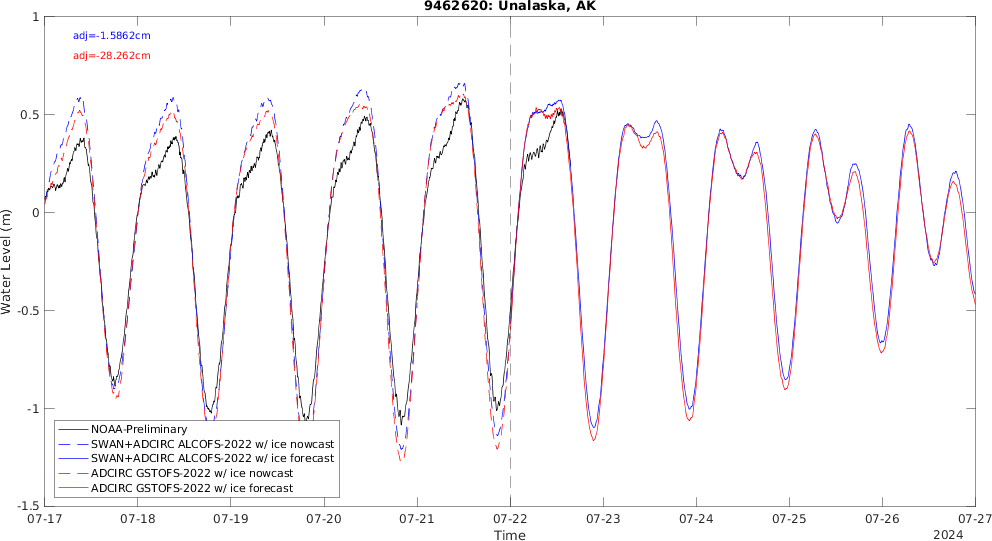 9462620: Unalaska, AK
adj=-1.5862cm
adj=-28.262cm
1
0.5
0
-0.5
-1
-1.5
Water Level (m)
NOAA-Preliminary
SWAN+ADCIRC ALCOFS-2022 w/ ice nowcast
SWAN+ADCIRC ALCOFS-2022 w/ ice forecast
ADCIRC GSTOFS-2022 w/ ice nowcast
ADCIRC GSTOFS-2022 w/ ice forecast
07-17 07-18 07-19 07-20 07-21 07-22 07-23 07-24 07-25 07-26 07-27
Time
2024